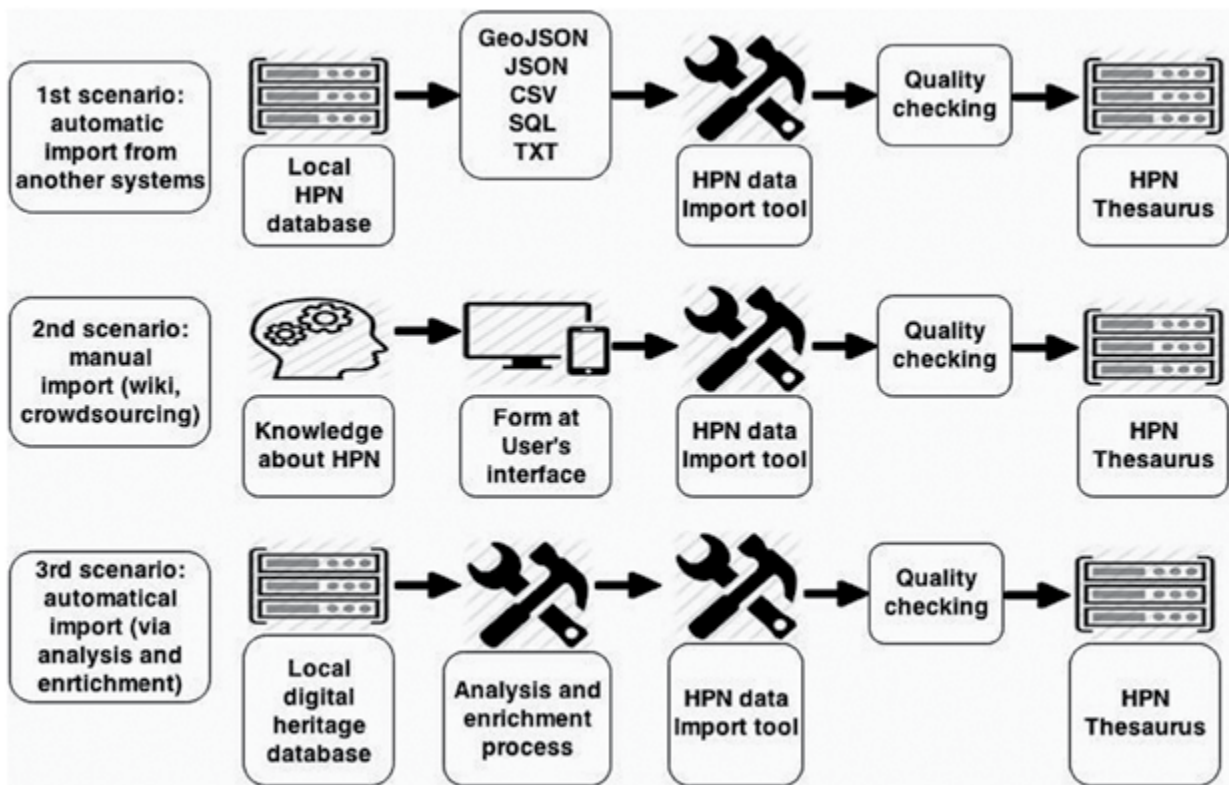 1st scenario:
automatic
import from
another systems
Local
HPN
database
GeoJSON
JSON
CSV
SQL
TXT
HPN data
Import tool
Quality
checking
HPN
Thesaurus
2nd scenario:
manual
import (wiki,
crowdsourcing)
Knowledge
about HPN
Form at
User's
interface
HPN data
Import tool
Quality
checking
HPN
Thesaurus
3rd scenario:
automatical
import (via
analysis and
enrtichment)
Local
digital
heritage
database
Analysis and
enrichment
process
HPN data
Import tool
Quality
checking
HPN
Thesaurus